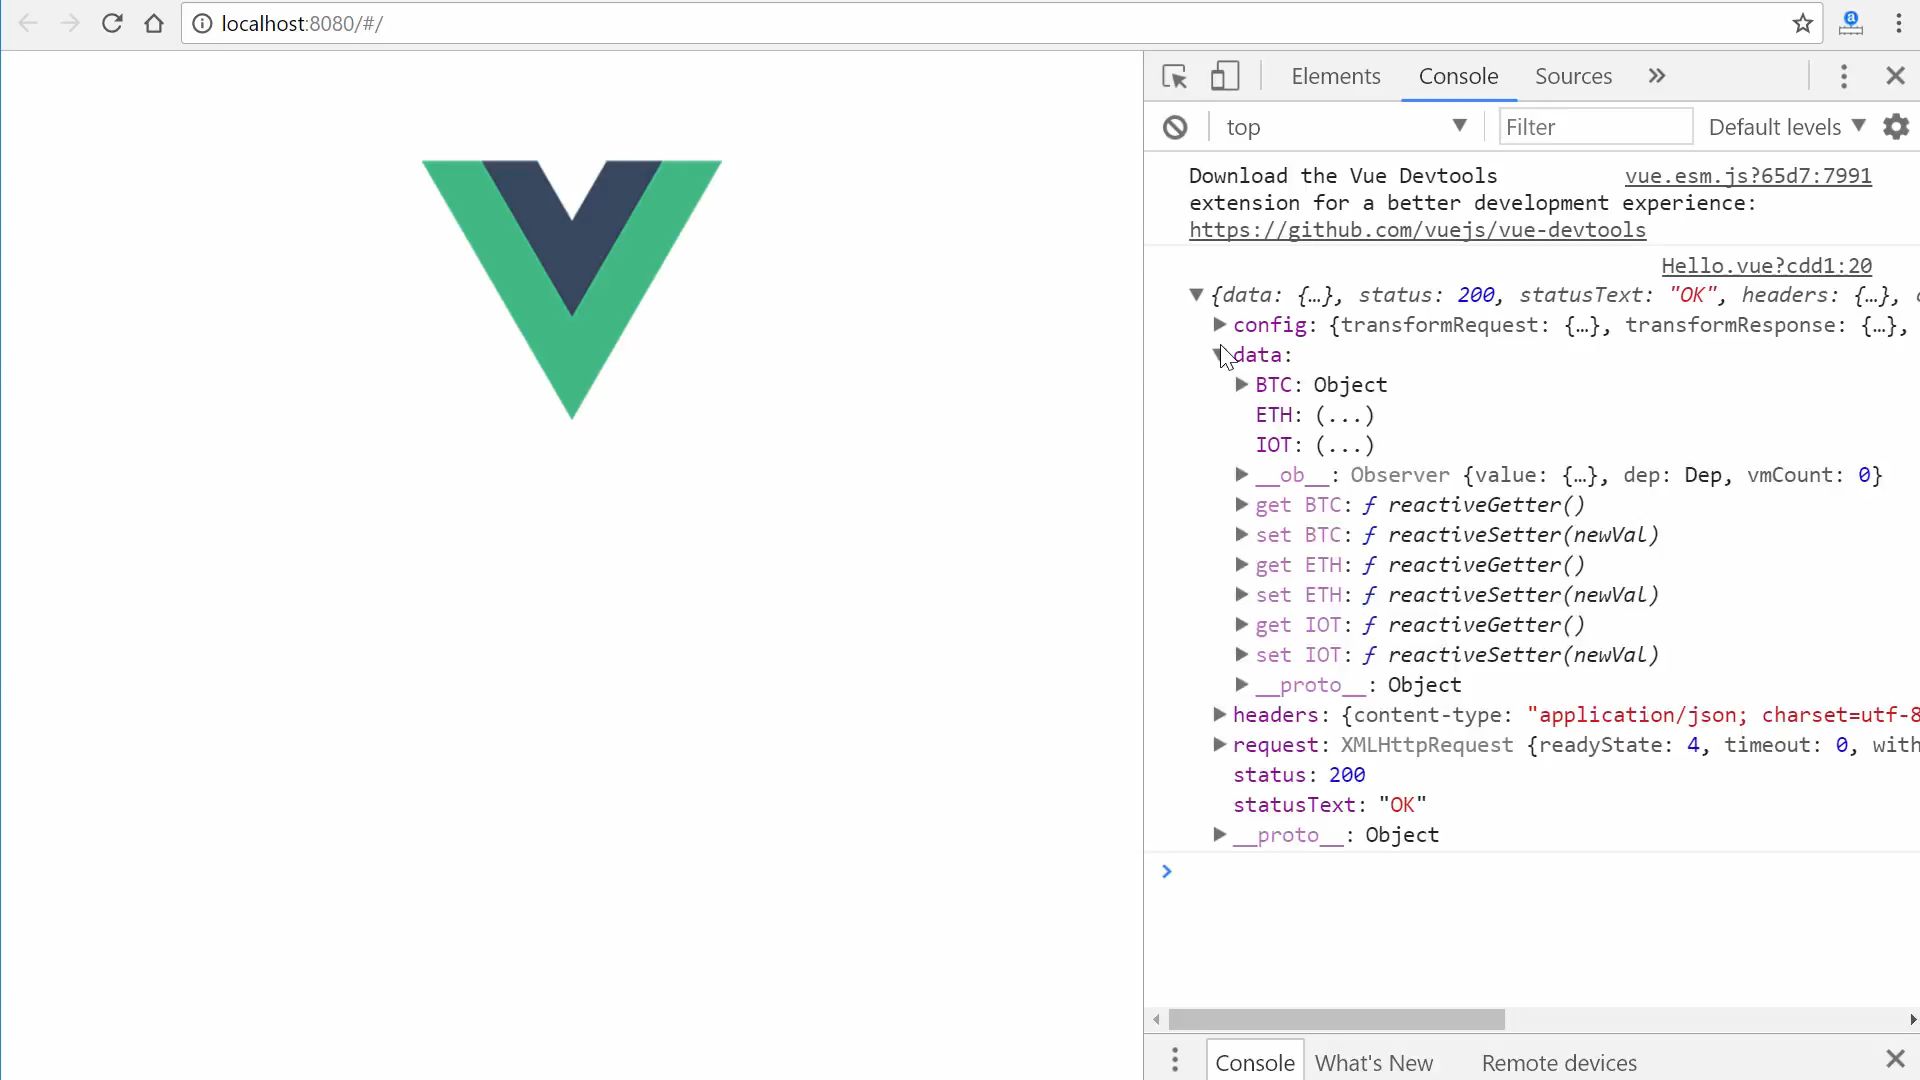 localhost:8080/#/
Elements Console Sources »
top Filter Default levels
Download the Vue Devtools vue.esm.js?65d7:7991
extension for a better development experience:
https://github.com/vuejs/vue-devtools
Hello.vue?cdd1:20
{data: {…}, status: 200, statusText: "OK", headers: {…},
config: {transformRequest: {…}, transformResponse: {…},
data:
BTC: Object
ETH: (...)
IOT: (...)
__ob__: Observer {value: {…}, dep: Dep, vmCount: 0}
get BTC: ƒ reactiveGetter()
set BTC: ƒ reactiveSetter(newVal)
get ETH: ƒ reactiveGetter()
set ETH: ƒ reactiveSetter(newVal)
get IOT: ƒ reactiveGetter()
set IOT: ƒ reactiveSetter(newVal)
__proto__: Object
headers: {content-type: "application/json; charset=utf-8
request: XMLHttpRequest {readyState: 4, timeout: 0, with
status: 200
statusText: "OK"
__proto__: Object
Console What's New Remote devices